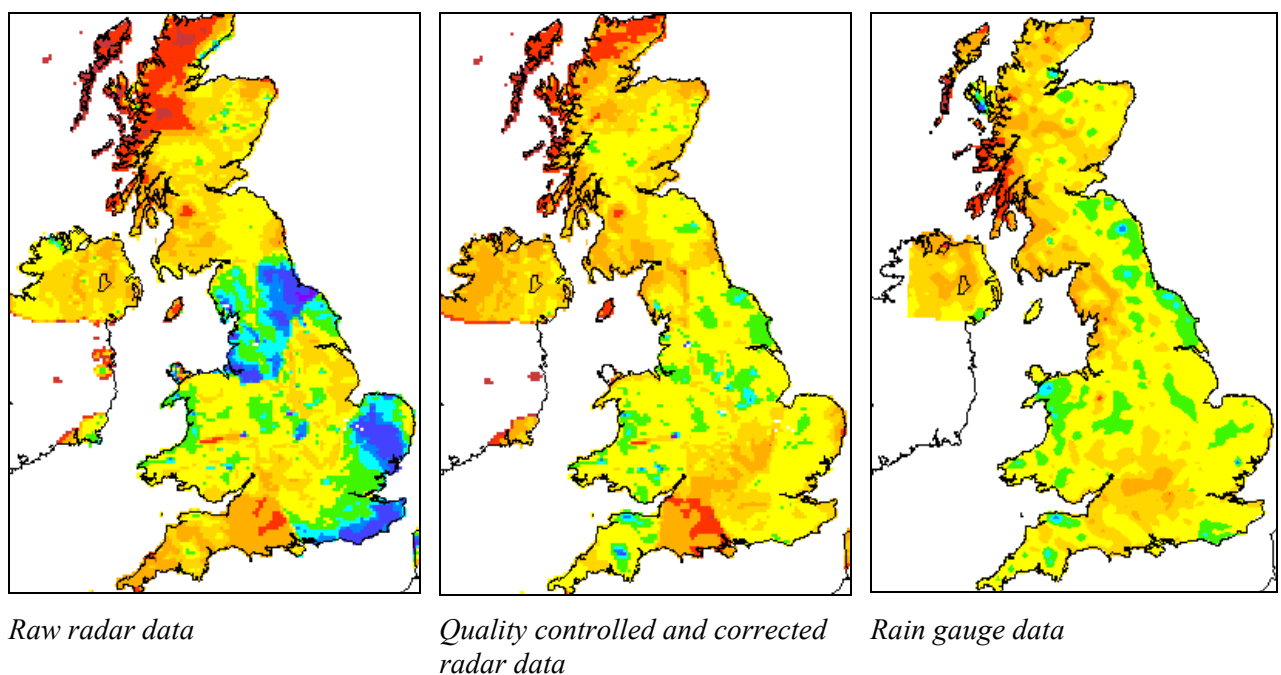 Raw radar data
Quality controlled and corrected
radar data
Rain gauge data